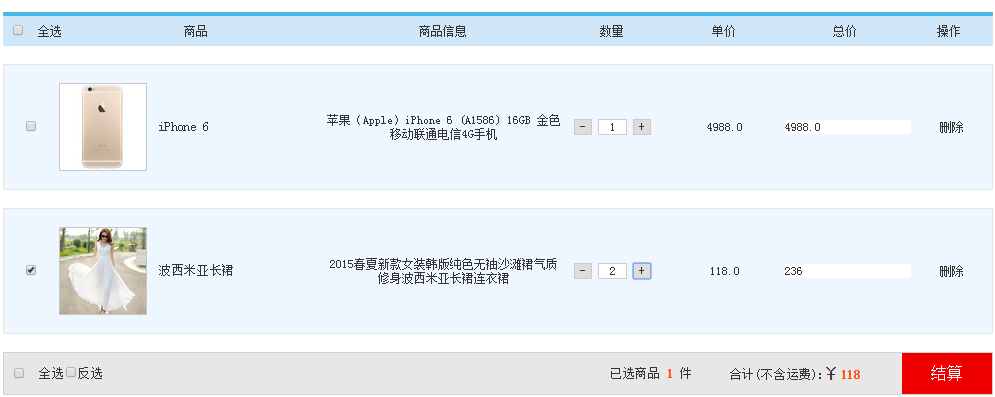 全选 商品 商品信息 数量 单价 总价 操作
iPhone 6 苹果（Apple）iPhone 6 (A1586) 16GB 金色 - 1 + 4988.0 4988.0 删除
移动联通电信4G手机
波西米亚长裙 2015春夏新款女装韩版纯色无袖沙滩裙气质 - 2 + 118.0 236 删除
修身波西米亚长裙连衣裙
全选 反选 已选商品 1 件 合计(不含运费):￥ 118 结算